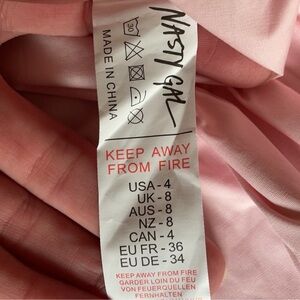 NASTY GAL
30
MADE IN CHINA
KEEP AWAY
FROM FIRE
USA - 4
UK - 8
AUS - 8
NZ - 8
CAN - 4
EU FR - 36
EU DE - 34
KEEP AWAY FROM FIRE
GARDER LOIN DU FEU
VON FEUERQUELLEN
FERNHALTEN